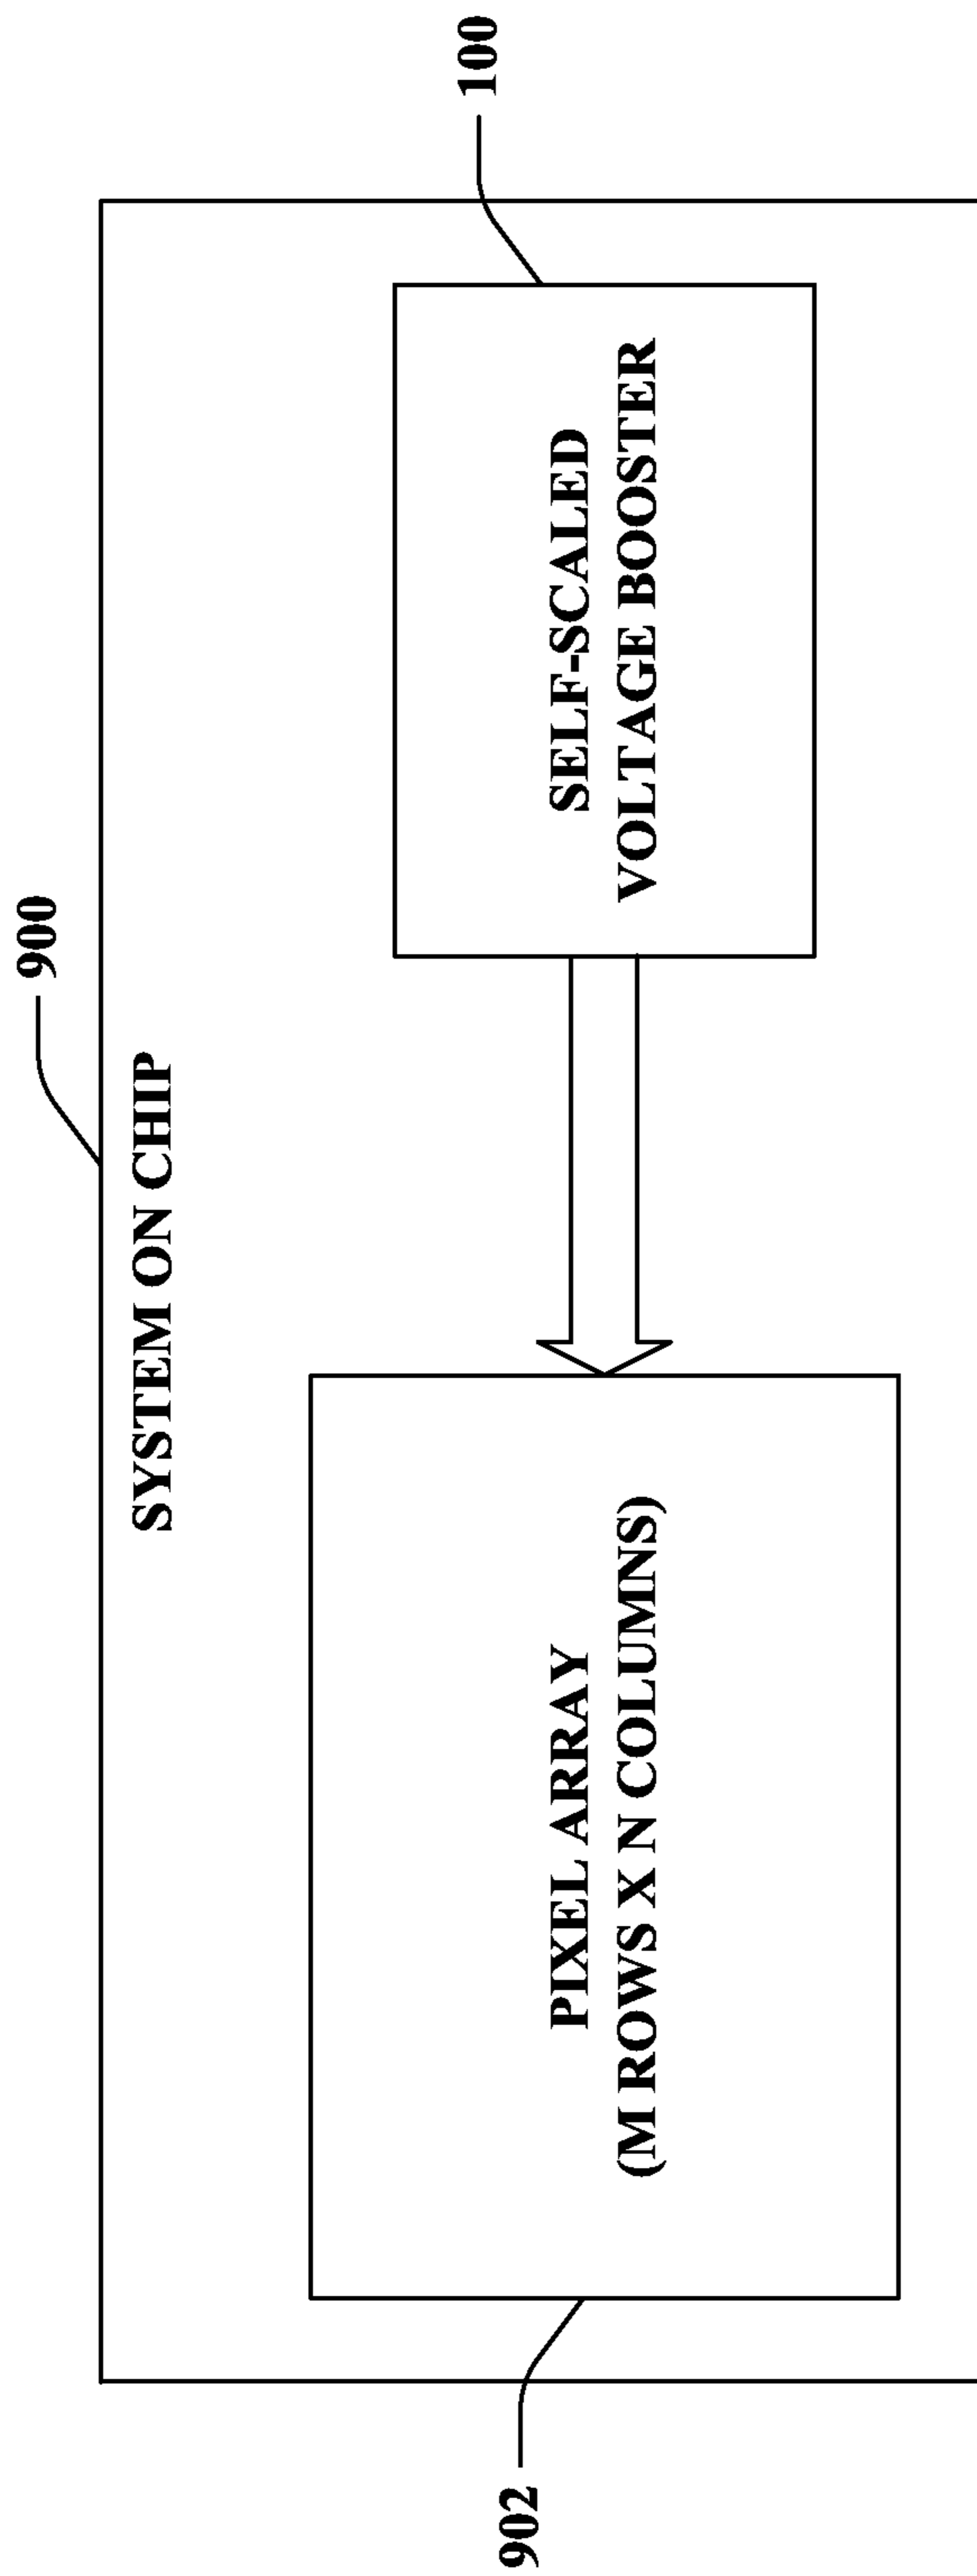 900
SYSTEM ON CHIP
902
PIXEL ARRAY
(M ROWS X N COLUMNS)
100
SELF-SCALED
VOLTAGE BOOSTER